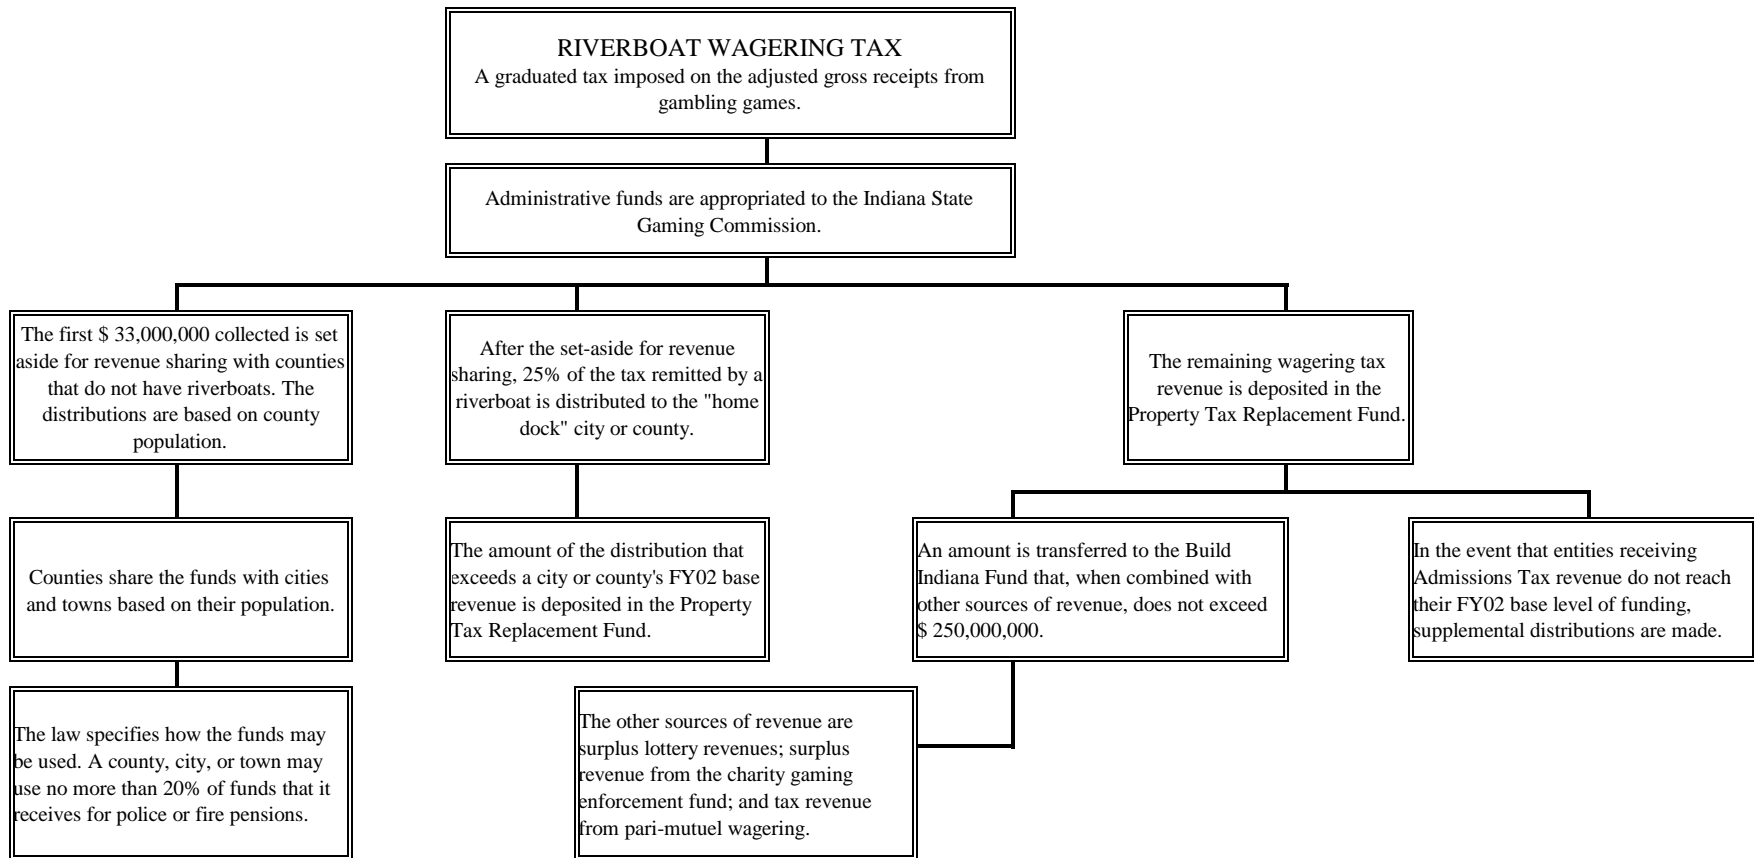 RIVERBOAT WAGERING TAX
A graduated tax imposed on the adjusted gross receipts from
gambling games.
Administrative funds are appropriated to the Indiana State
Gaming Commission.
The first $ 33,000,000 collected is set
aside for revenue sharing with counties
that do not have riverboats. The
distributions are based on county
population.
After the set-aside for revenue
sharing, 25% of the tax remitted by a
riverboat is distributed to the "home
dock" city or county.
The remaining wagering tax
revenue is deposited in the
Property Tax Replacement Fund.
Counties share the funds with cities
and towns based on their population.
The amount of the distribution that
exceeds a city or county's FY02 base
revenue is deposited in the Property
Tax Replacement Fund.
An amount is transferred to the Build
Indiana Fund that, when combined with
other sources of revenue, does not exceed
$ 250,000,000.
In the event that entities receiving
Admissions Tax revenue do not reach
their FY02 base level of funding,
supplemental distributions are made.
The law specifies how the funds may
be used. A county, city, or town may
use no more than 20% of funds that it
receives for police or fire pensions.
The other sources of revenue are
surplus lottery revenues; surplus
revenue from the charity gaming
enforcement fund; and tax revenue
from pari-mutuel wagering.